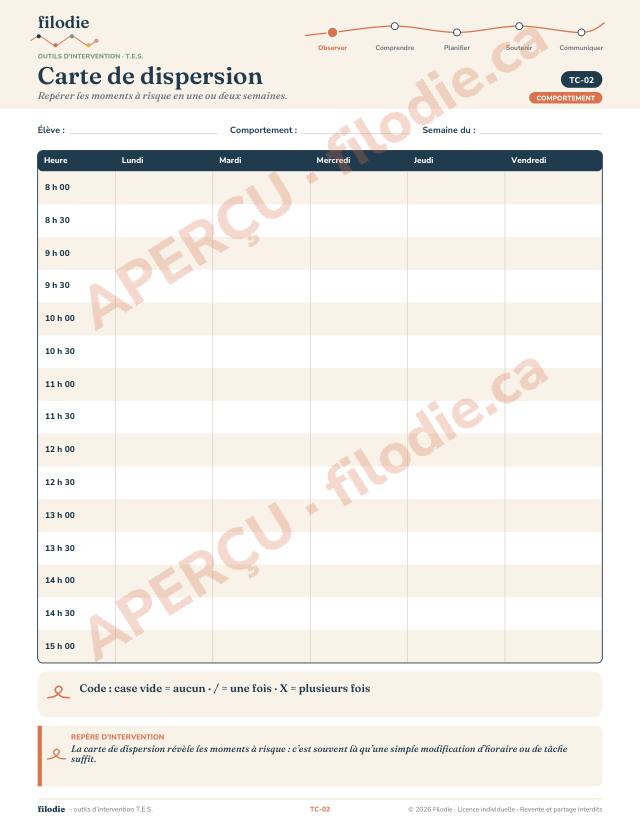 filodie
OUTILS D'INTERVENTION · T.E.S.
Observer Comprendre Planifier Soutenir Communiquer
Carte de dispersion
TC-02
Repérer les moments à risque en une ou deux semaines.
COMPORTEMENT
Élève : Comportement : Semaine du :
Heure Lundi Mardi Mercredi Jeudi Vendredi
8 h 00
8 h 30
9 h 00
9 h 30
10 h 00
10 h 30
11 h 00
11 h 30
12 h 00
12 h 30
13 h 00
13 h 30
14 h 00
14 h 30
15 h 00
APERÇU · filodie.ca
APERÇU · filodie.ca
Code : case vide = aucun · / = une fois · X = plusieurs fois
REPÈRE D'INTERVENTION
La carte de dispersion révèle les moments à risque : c'est souvent là qu'une simple modification d'horaire ou de tâche
suffit.
filodie · outils d'intervention T.E.S. TC-02 © 2026 Filodie · Licence individuelle · Revente et partage interdits